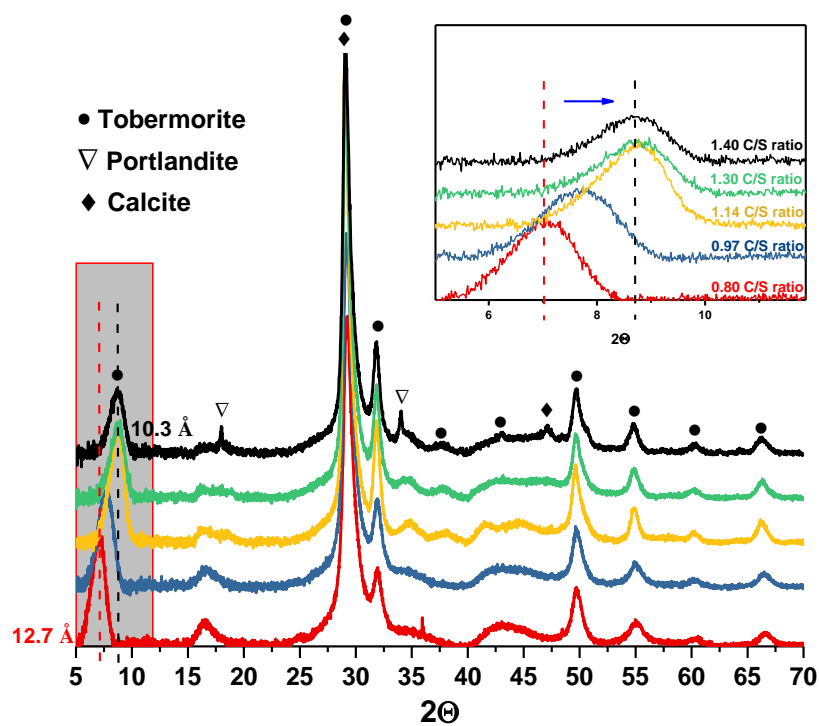 ● Tobermorite
▽ Portlandite
♦ Calcite
1.40 C/S ratio
1.30 C/S ratio
1.14 C/S ratio
0.97 C/S ratio
0.80 C/S ratio
6 8 10
2Θ
10.3 Å
12.7 Å
5 10 15 20 25 30 35 40 45 50 55 60 65 70
2Θ